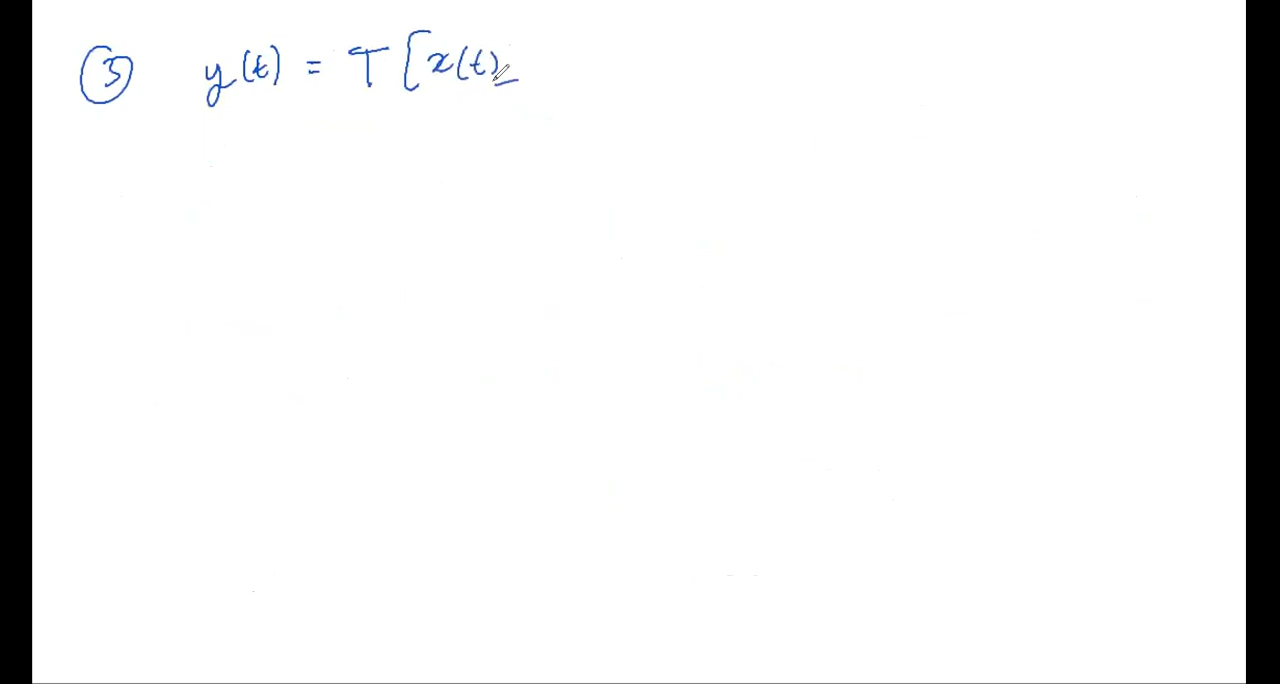 ③ y(t) = T [x(t)